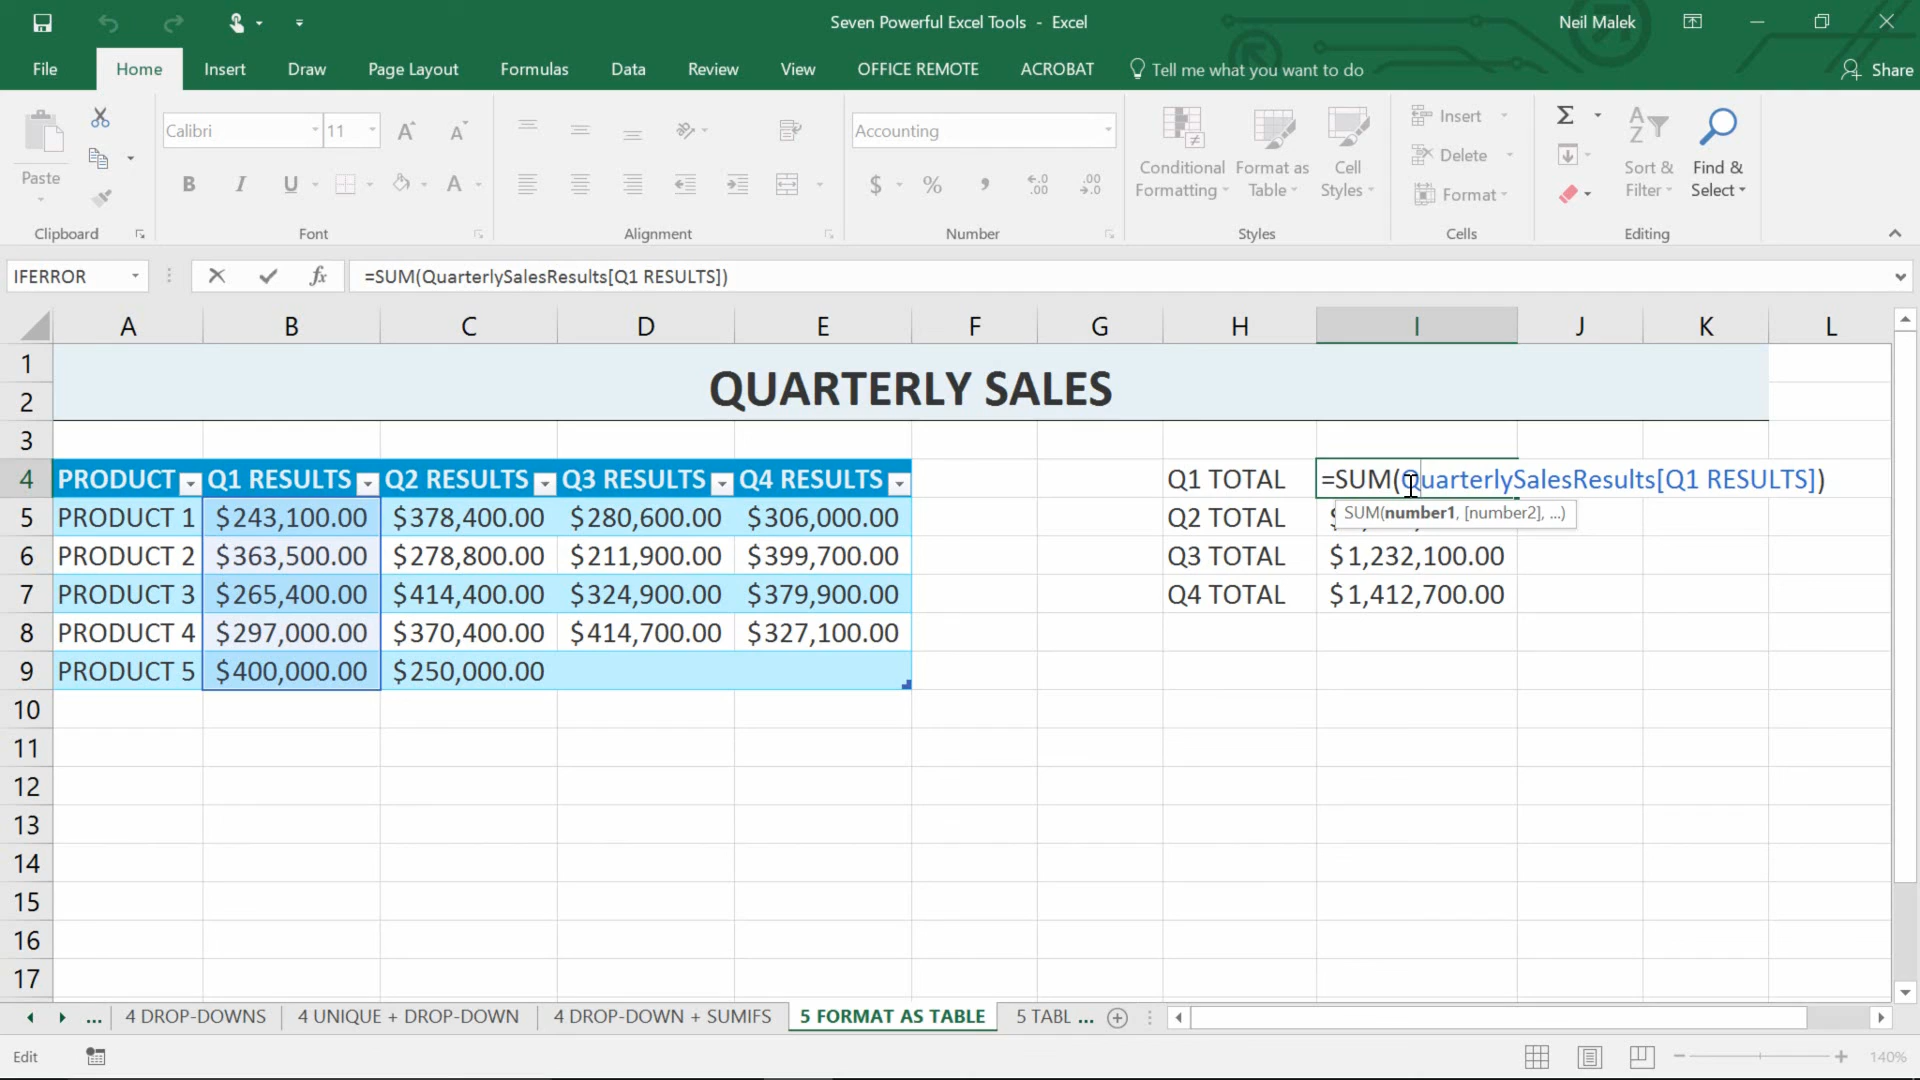 Seven Powerful Excel Tools - Excel
Neil Malek
File Home Insert Draw Page Layout Formulas Data Review View OFFICE REMOTE ACROBAT Tell me what you want to do Share
Paste
Clipboard
Calibri 11
B I U A
Font
Alignment
Accounting
$ % , .00
Number
Conditional Formatting
Format as Table
Cell Styles
Styles
Insert
Delete
Format
Cells
Sort & Filter
Find & Select
Editing
IFERROR fx =SUM(QuarterlySalesResults[Q1 RESULTS])
A B C D E F G H I J K L
1
2 QUARTERLY SALES
3
4 PRODUCT Q1 RESULTS Q2 RESULTS Q3 RESULTS Q4 RESULTS Q1 TOTAL =SUM(QuarterlySalesResults[Q1 RESULTS])
SUM(number1, [number2], ...)
5 PRODUCT 1 $243,100.00 $378,400.00 $280,600.00 $306,000.00 Q2 TOTAL
6 PRODUCT 2 $363,500.00 $278,800.00 $211,900.00 $399,700.00 Q3 TOTAL $1,232,100.00
7 PRODUCT 3 $265,400.00 $414,400.00 $324,900.00 $379,900.00 Q4 TOTAL $1,412,700.00
8 PRODUCT 4 $297,000.00 $370,400.00 $414,700.00 $327,100.00
9 PRODUCT 5 $400,000.00 $250,000.00
10
11
12
13
14
15
16
17
... 4 DROP-DOWNS 4 UNIQUE + DROP-DOWN 4 DROP-DOWN + SUMIFS 5 FORMAT AS TABLE 5 TABL ...
Edit 140%